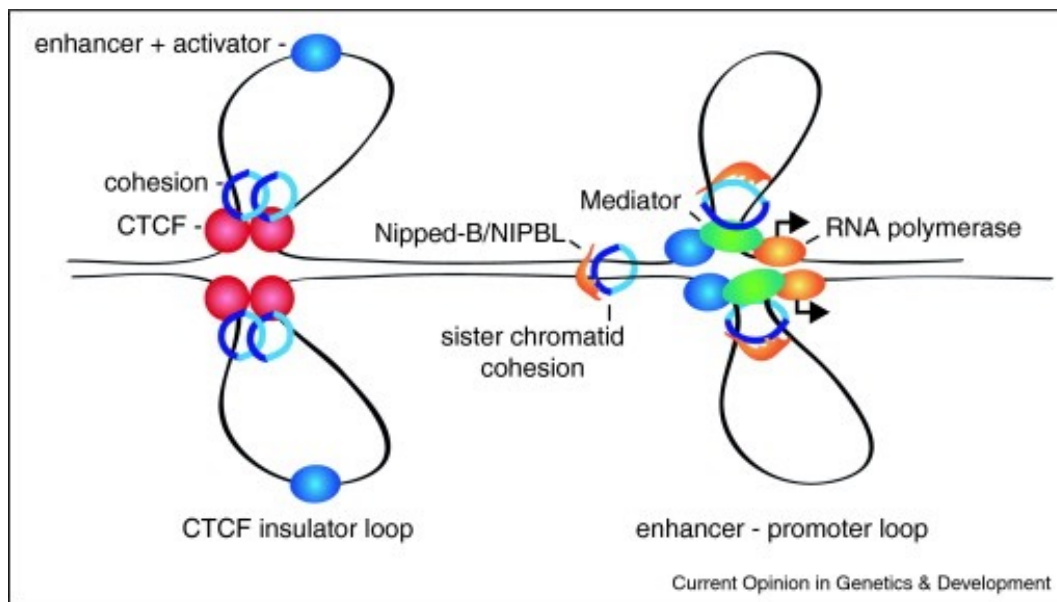 enhancer + activator -
cohesion -
CTCF -
Mediator
RNA polymerase
Nipped-B/NIPBL
sister chromatid
cohesion
CTCF insulator loop
enhancer - promoter loop
Current Opinion in Genetics & Development